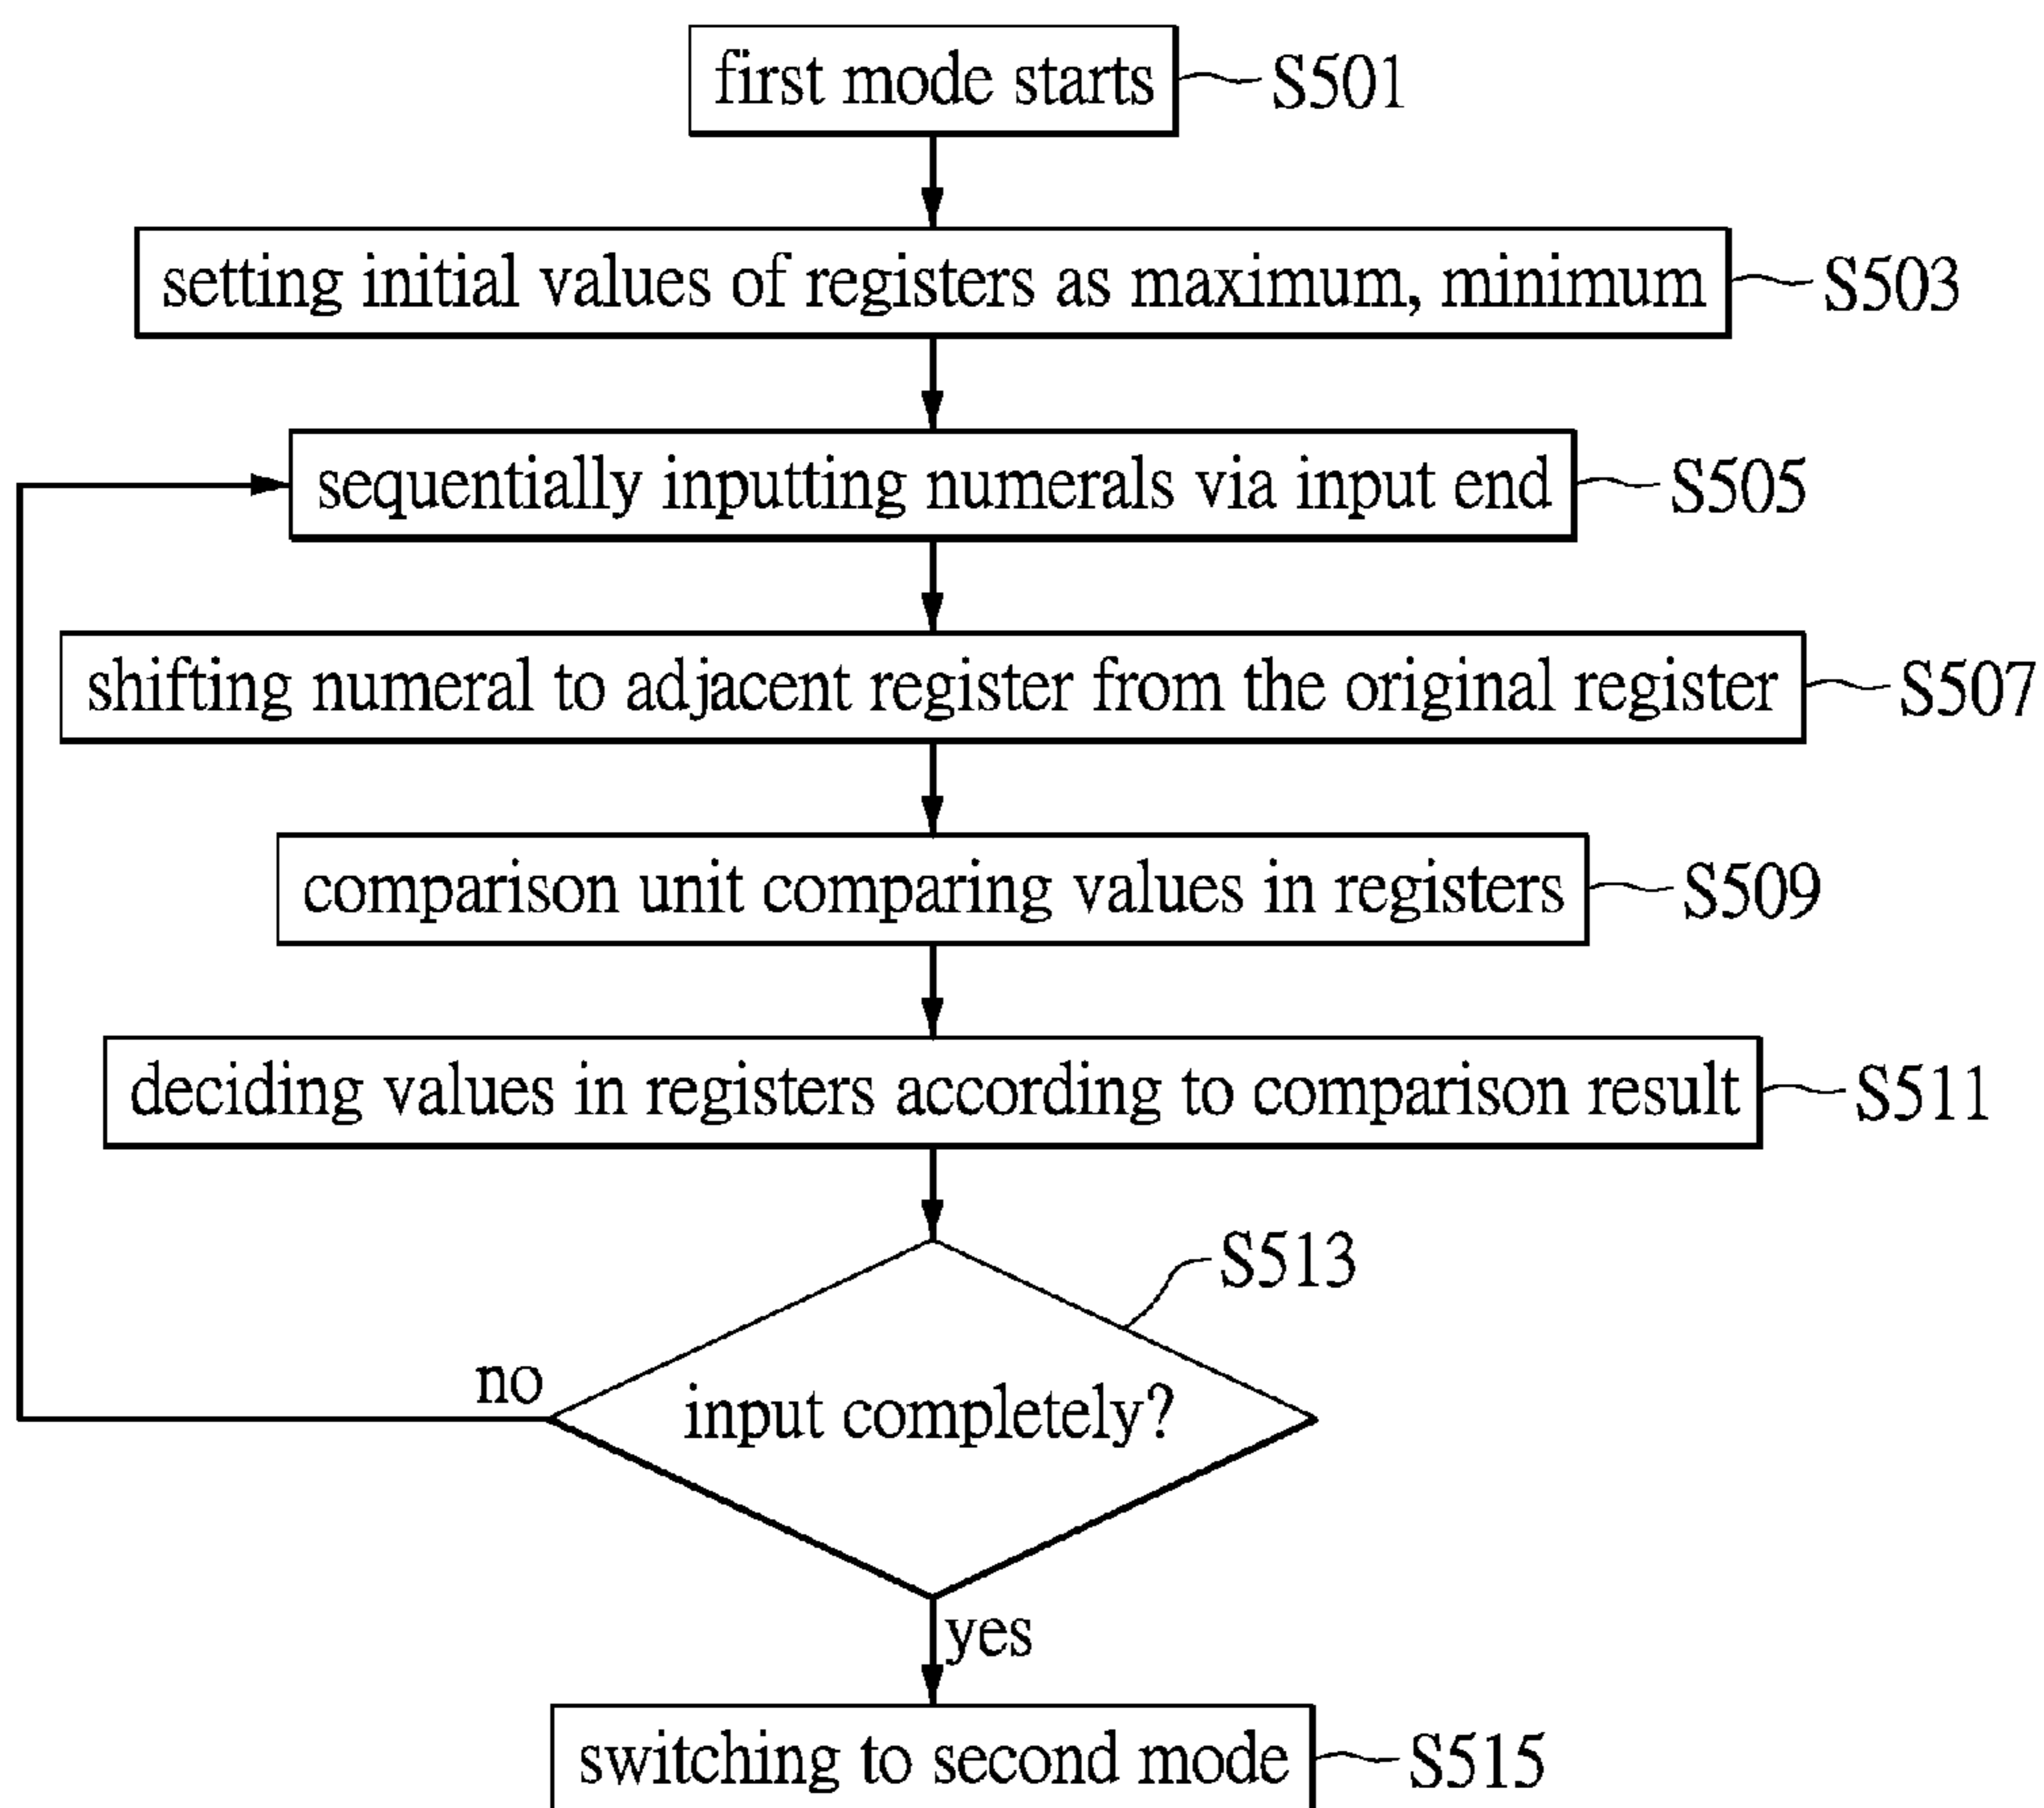 first mode starts S501
setting initial values of registers as maximum, minimum S503
sequentially inputting numerals via input end S505
shifting numeral to adjacent register from the original register S507
comparison unit comparing values in registers S509
deciding values in registers according to comparison result S511
S513
no
input completely?
yes
switching to second mode S515